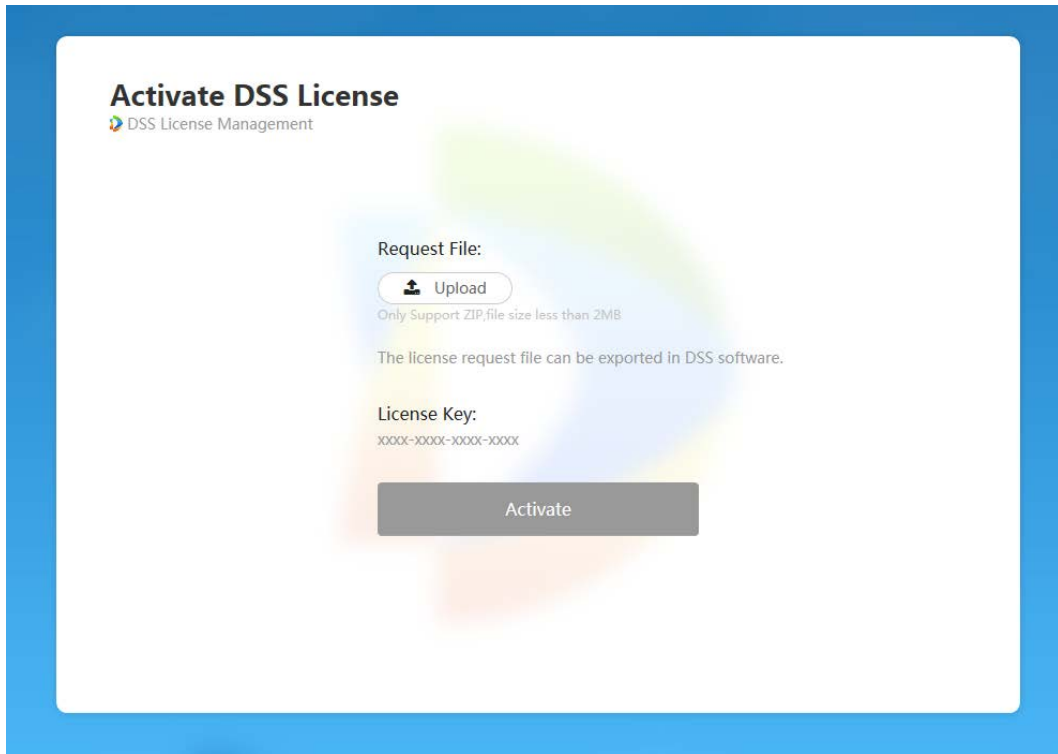 Activate DSS License
DSS License Management
Request File:
Upload
Only Support ZIP,file size less than 2MB
The license request file can be exported in DSS software.
License Key:
xxxx-xxxx-xxxx-xxxx
Activate